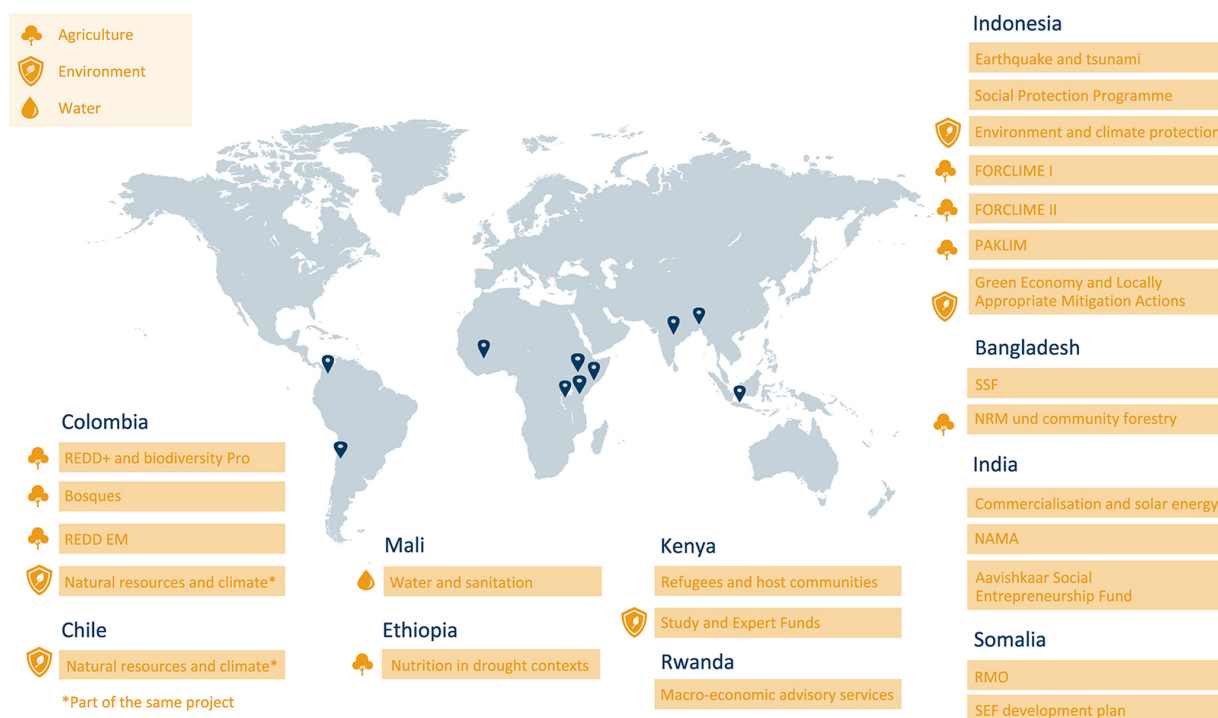 Agriculture
Environment
Water
Colombia
REDD+ and biodiversity Pro
Bosques
REDD EM
Natural resources and climate*
Chile
Natural resources and climate*
*Part of the same project
Mali
Water and sanitation
Ethiopia
Nutrition in drought contexts
Kenya
Refugees and host communities
Study and Expert Funds
Rwanda
Macro-economic advisory services
Indonesia
Earthquake and tsunami
Social Protection Programme
Environment and climate protection
FORCLIME I
FORCLIME II
PAKLIM
Green Economy and Locally
Appropriate Mitigation Actions
Bangladesh
SSF
NRM und community forestry
India
Commercialisation and solar energy
NAMA
Aavishkaar Social
Entrepreneurship Fund
Somalia
RMO
SEF development plan